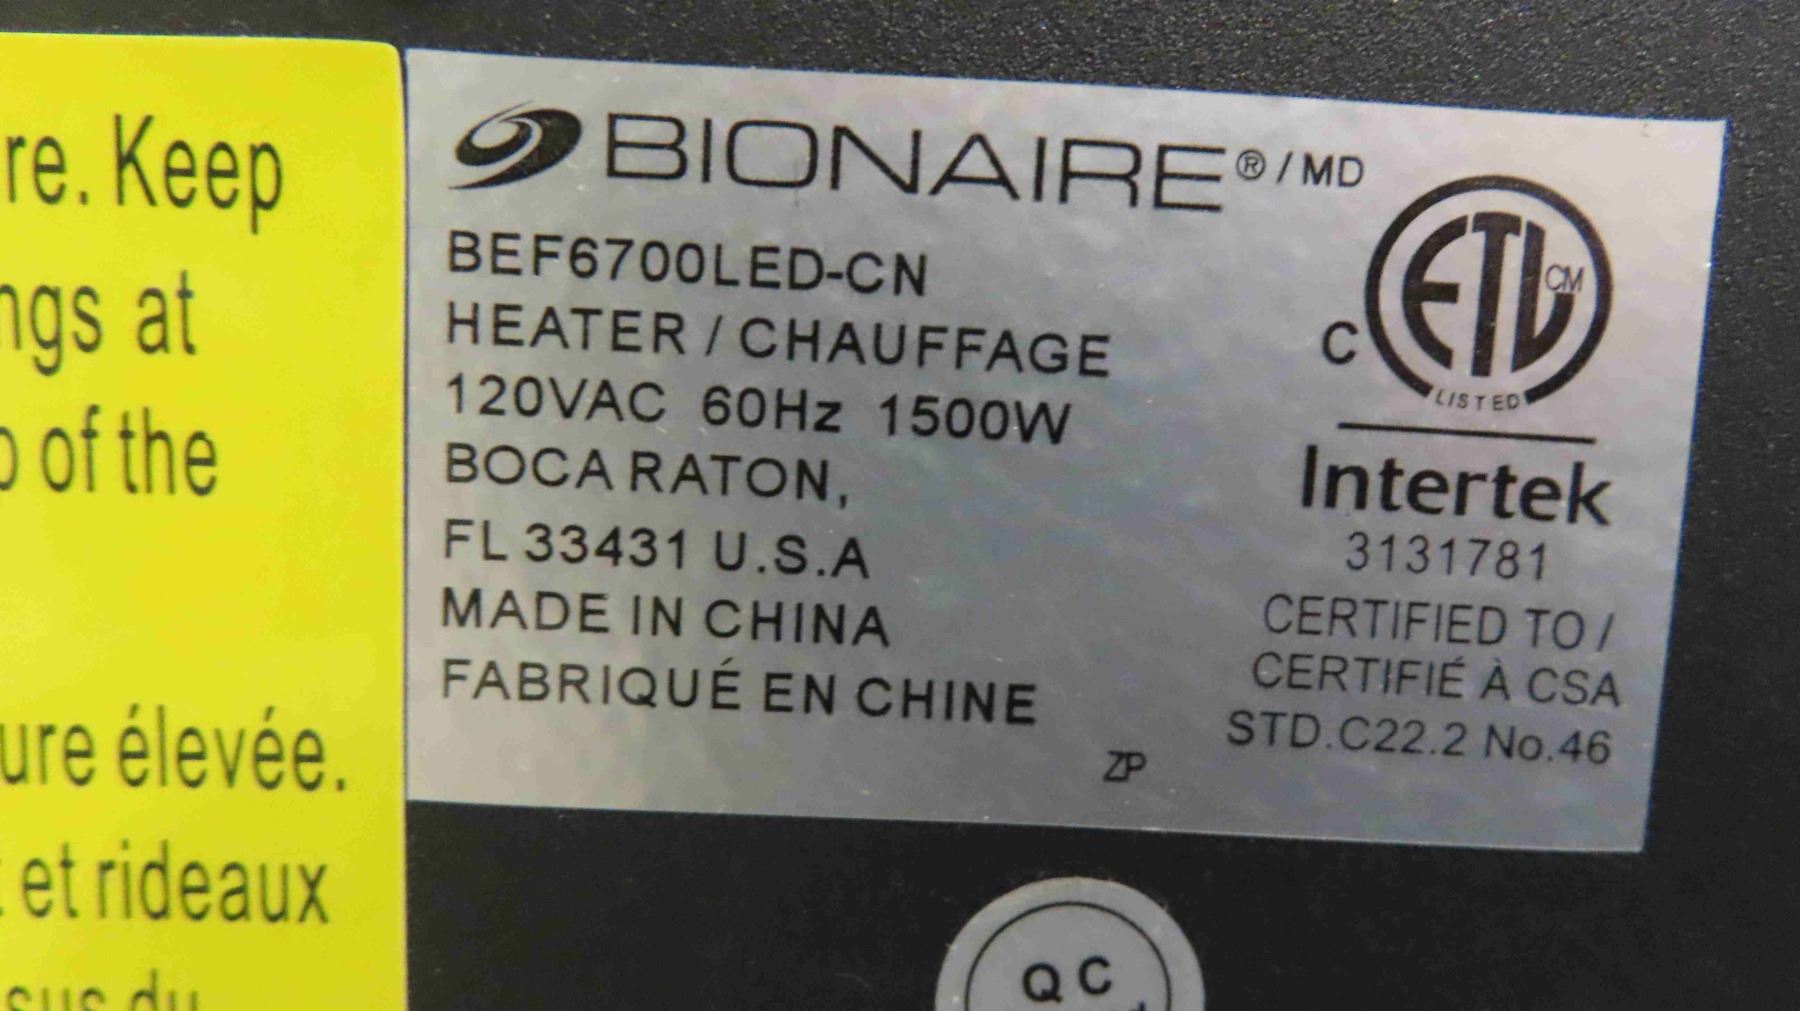 re. Keep
ngs at
of the
ure élevée.
et rideaux
sus du
BIONAIRE®/MD
BEF6700LED-CN
HEATER / CHAUFFAGE
120VAC 60Hz 1500W
BOCA RATON,
FL 33431 U.S.A
MADE IN CHINA
FABRIQUÉ EN CHINE
ZP
C ETL CM
LISTED
Intertek
3131781
CERTIFIED TO /
CERTIFIÉ À CSA
STD.C22.2 No.46
QC